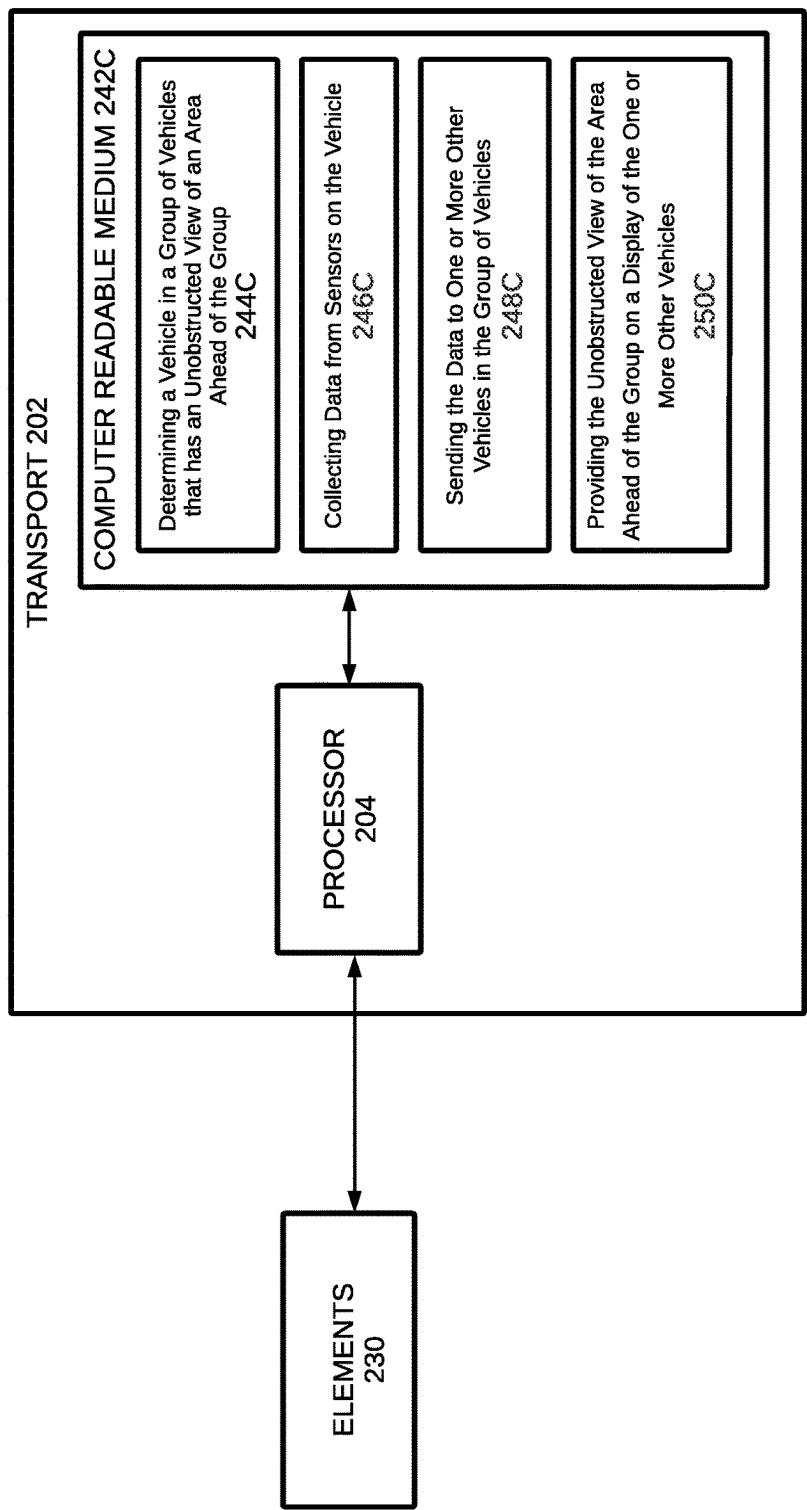 TRANSPORT 202
COMPUTER READABLE MEDIUM 242C
Determining a Vehicle in a Group of Vehicles
that has an Unobstructed View of an Area
Ahead of the Group
244C
Collecting Data from Sensors on the Vehicle
246C
Sending the Data to One or More Other
Vehicles in the Group of Vehicles
248C
Providing the Unobstructed View of the Area
Ahead of the Group on a Display of the One or
More Other Vehicles
250C
PROCESSOR
204
ELEMENTS
230